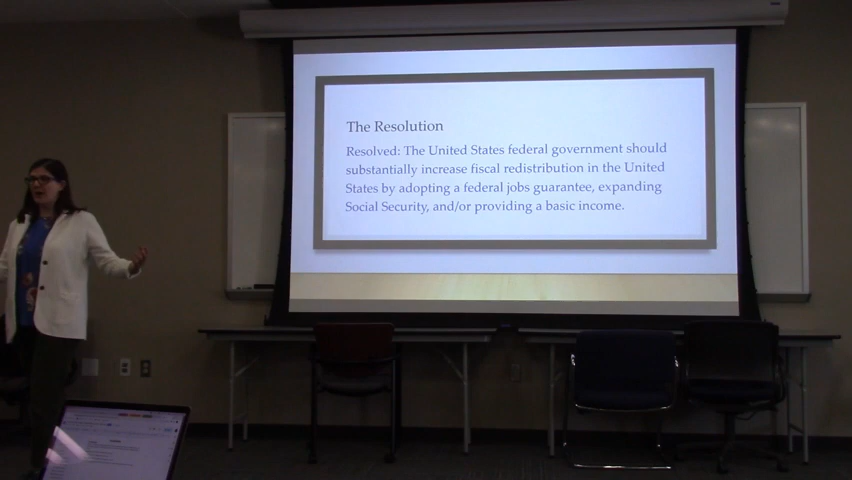 The Resolution
Resolved: The United States federal government should
substantially increase fiscal redistribution in the United
States by adopting a federal jobs guarantee, expanding
Social Security, and/or providing a basic income.